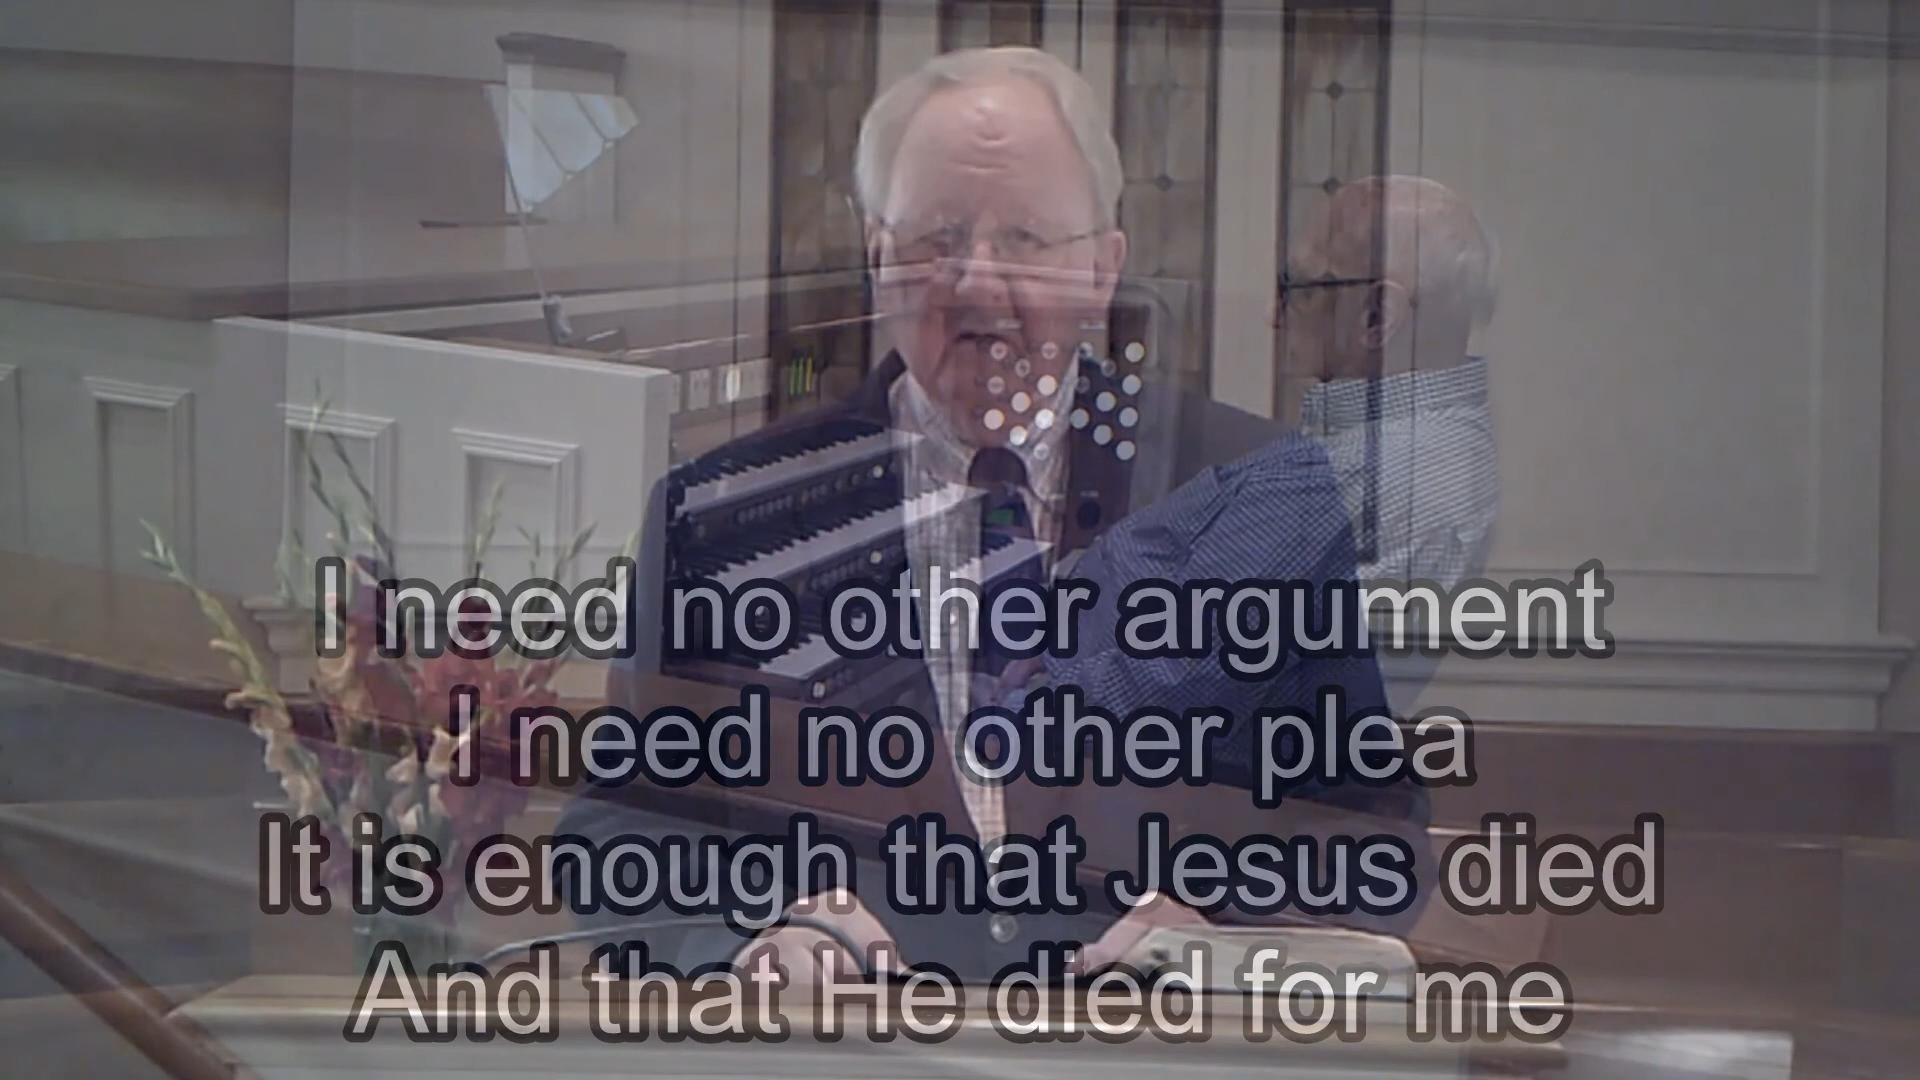 I need no other argument
I need no other plea
It is enough that Jesus died
And that He died for me